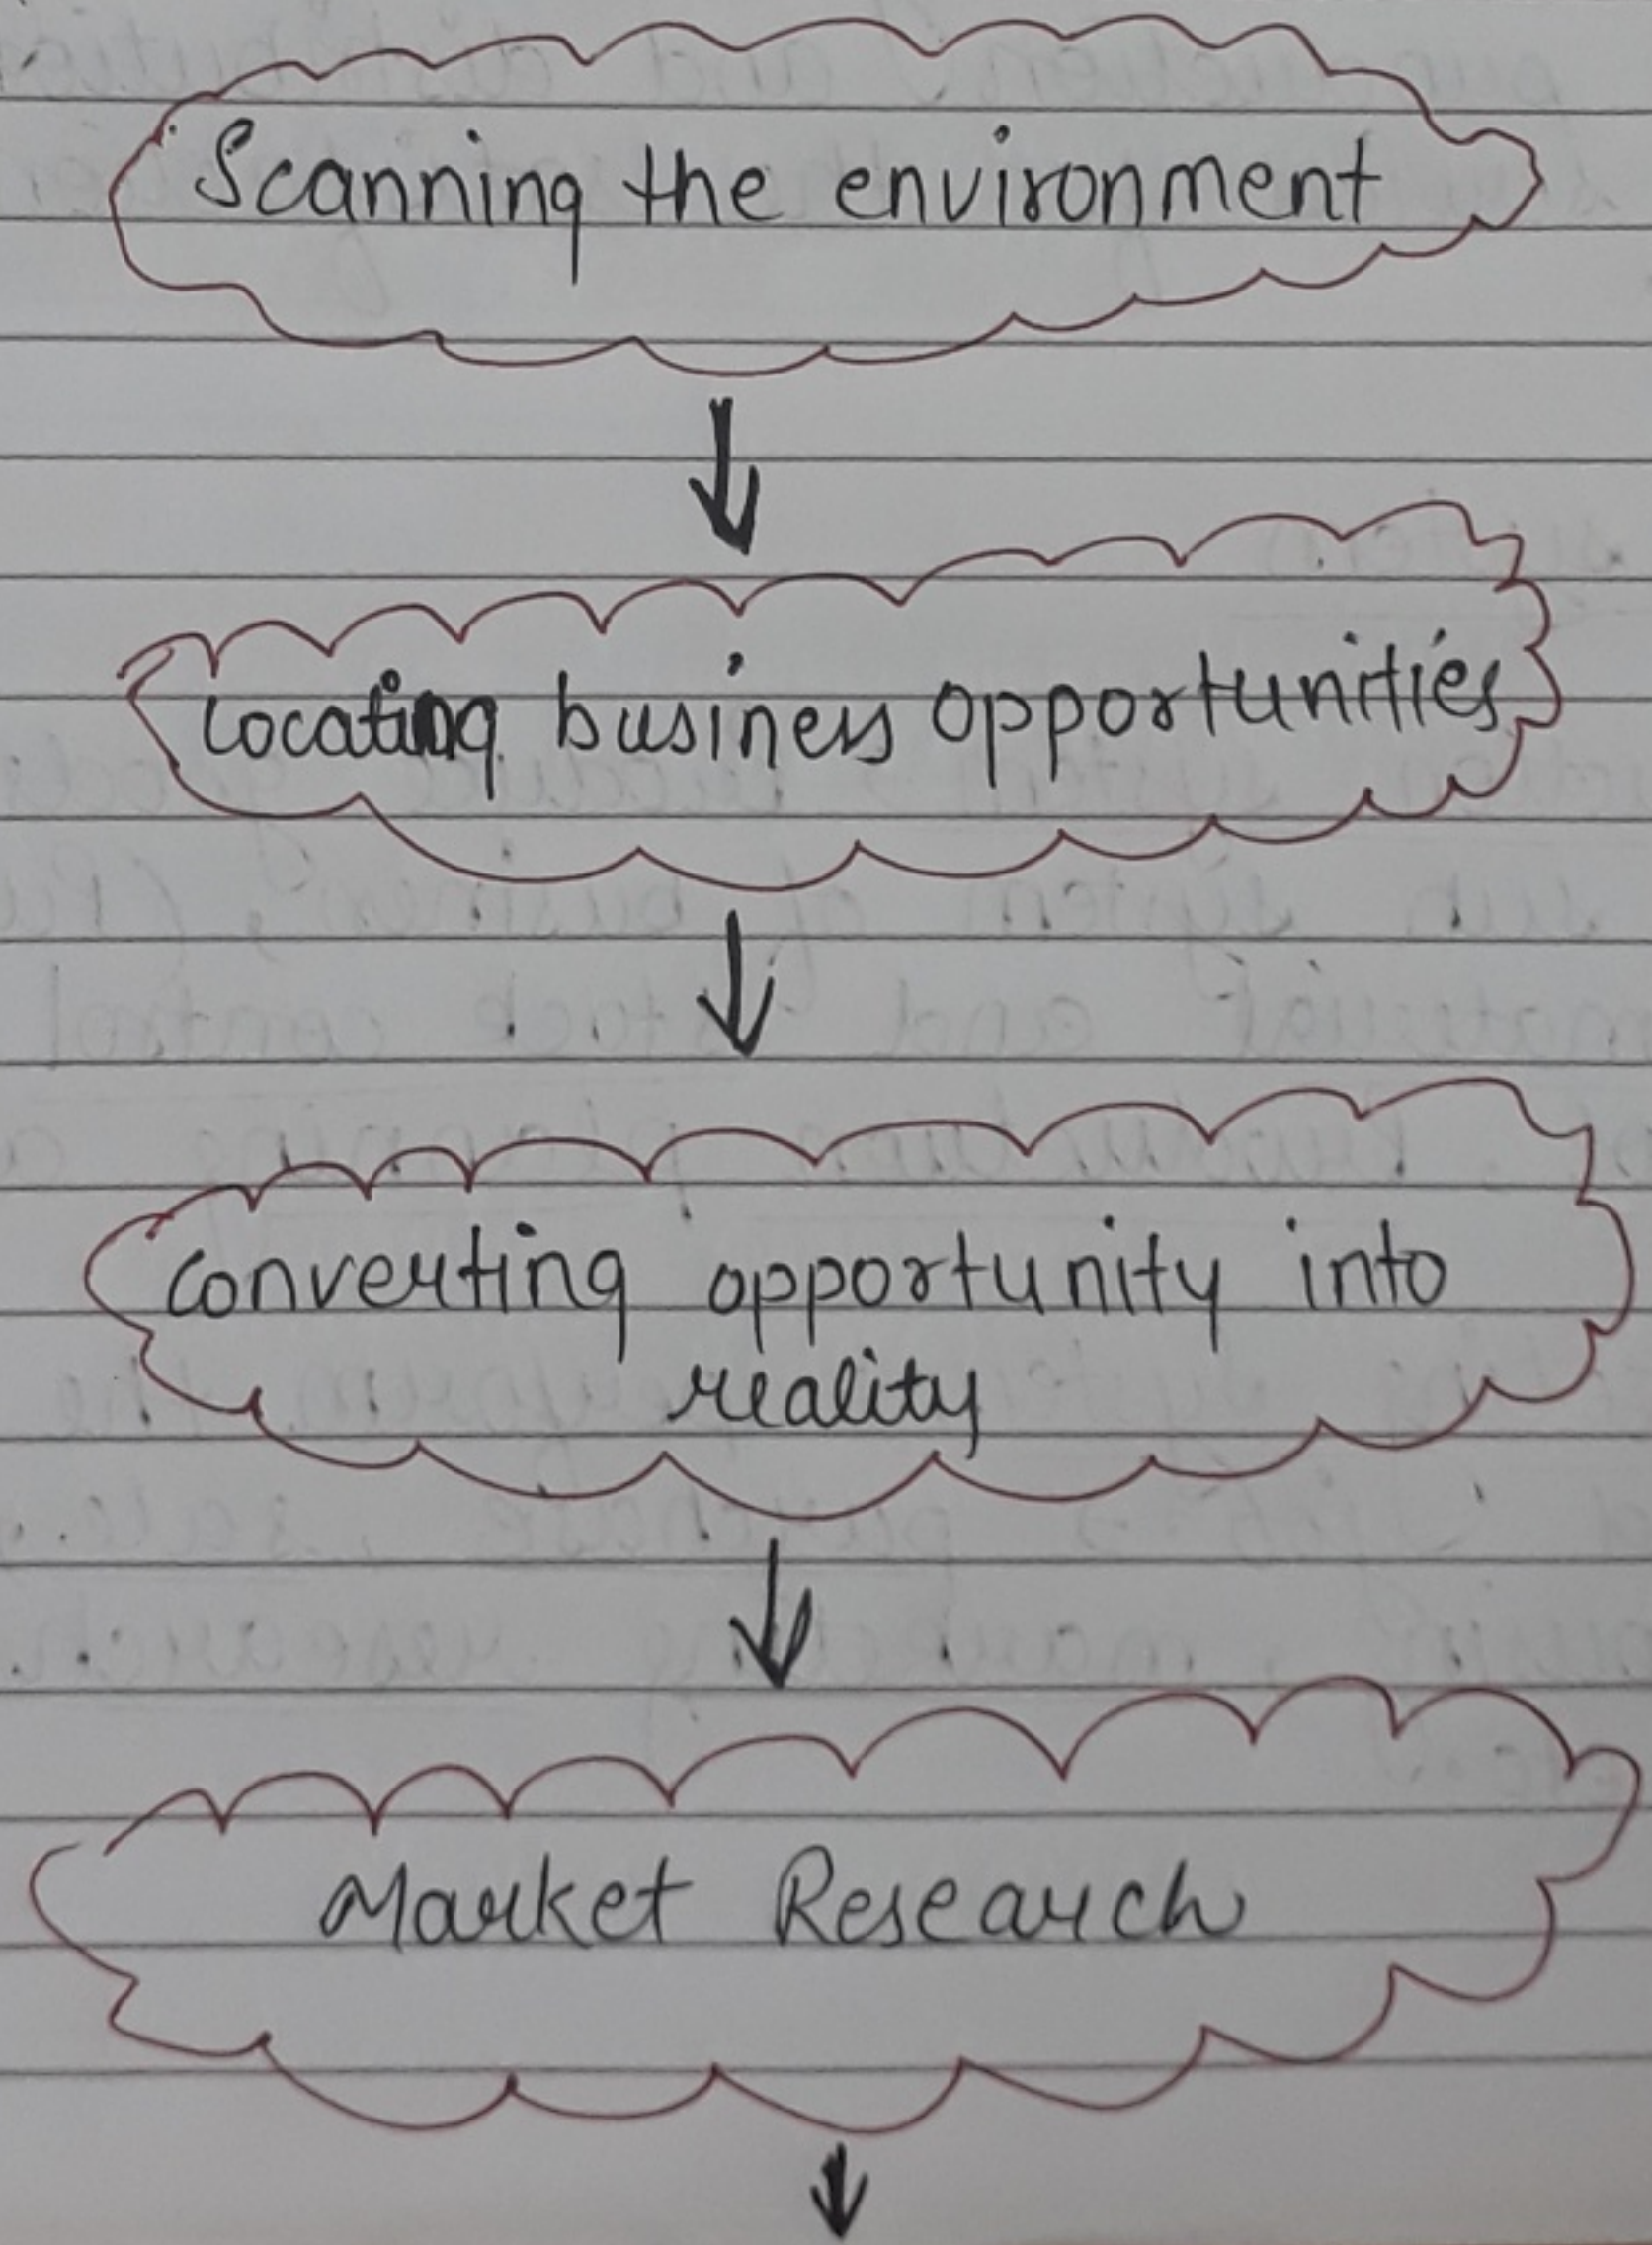 Scanning the environment
Locating business opportunities
Converting opportunity into
reality
Market Research